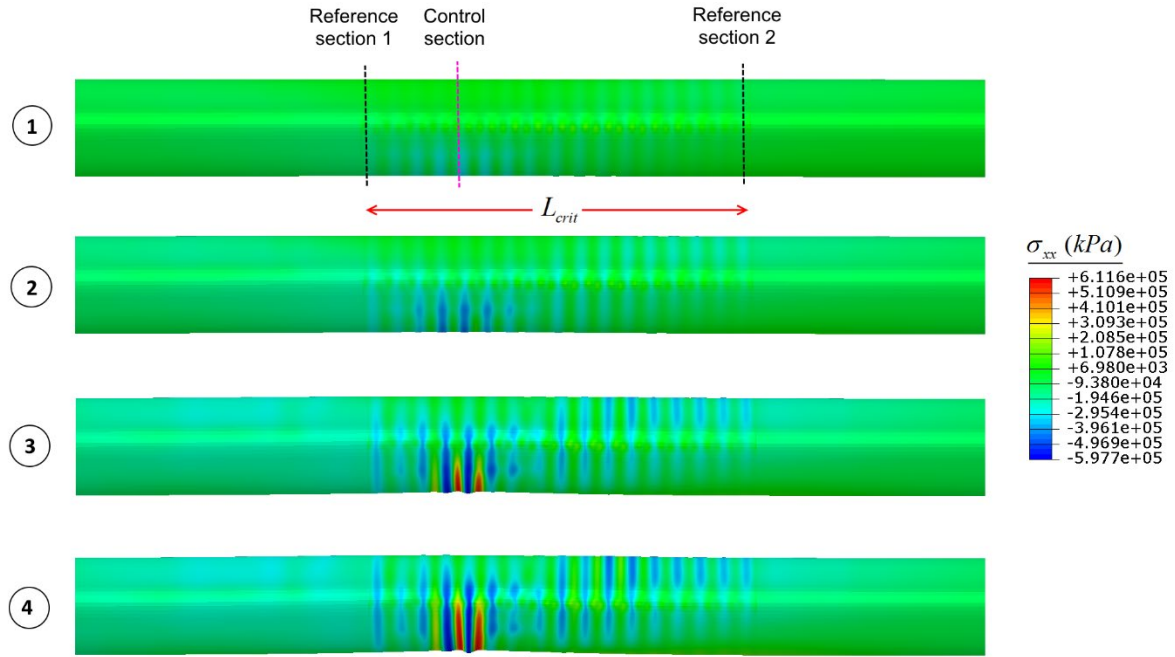 Reference section 1
Control section
Reference section 2
1
L_crit
2
σ_xx (kPa)
+6.116e+05
+5.109e+05
+4.101e+05
+3.093e+05
+2.085e+05
+1.078e+05
+6.980e+03
-9.380e+04
-1.946e+05
-2.954e+05
-3.961e+05
-4.969e+05
-5.977e+05
3
4